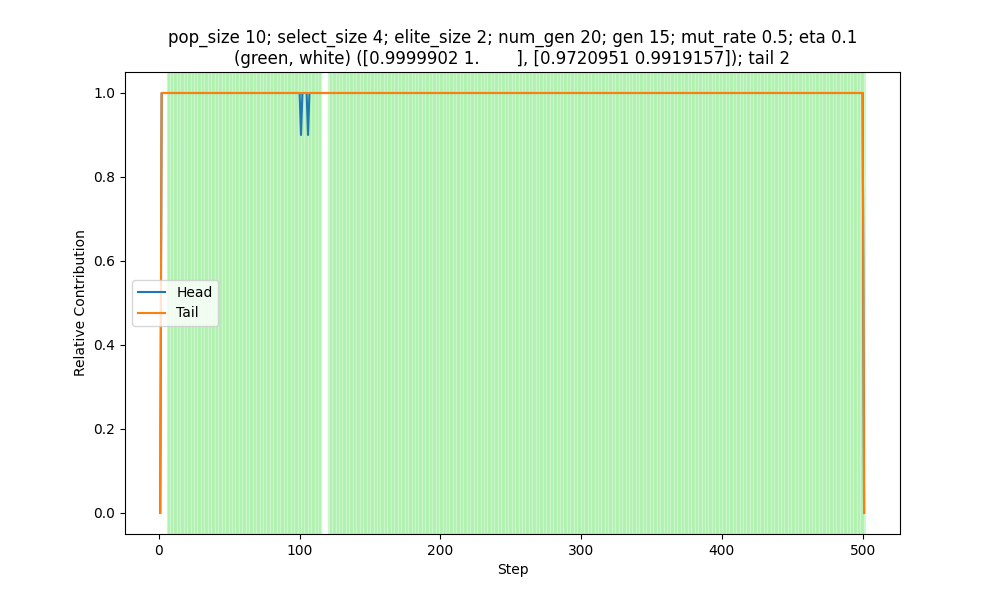 pop_size 10; select_size 4; elite_size 2; num_gen 20; gen 15; mut_rate 0.5; eta 0.1
(green, white) ([0.9999902 1.        ], [0.9720951 0.9919157]); tail 2
1.0
0.8
0.6
0.4
0.2
0.0
Relative Contribution
Head
Tail
0 100 200 300 400 500
Step